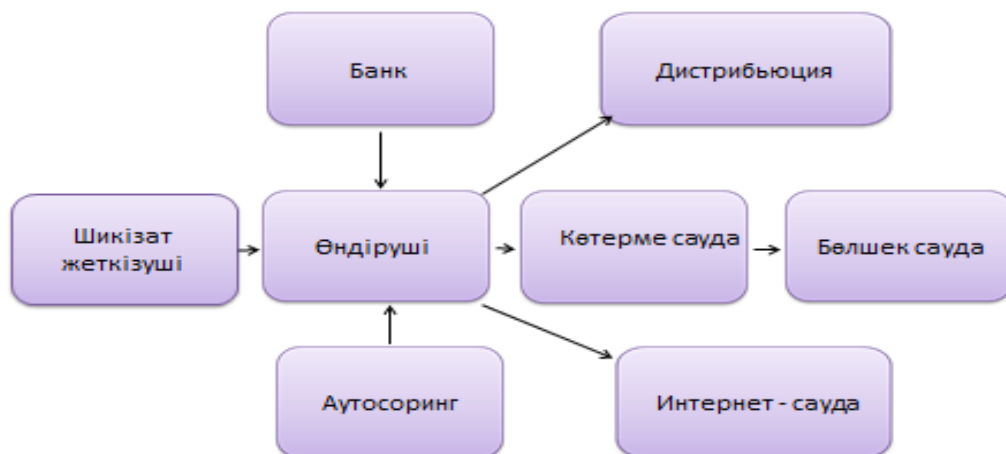 Банк
Дистрибьюция
Шикізат
жеткізуші
Өндіруші
Көтерме сауда
Бөлшек сауда
Аутосоринг
Интернет - сауда